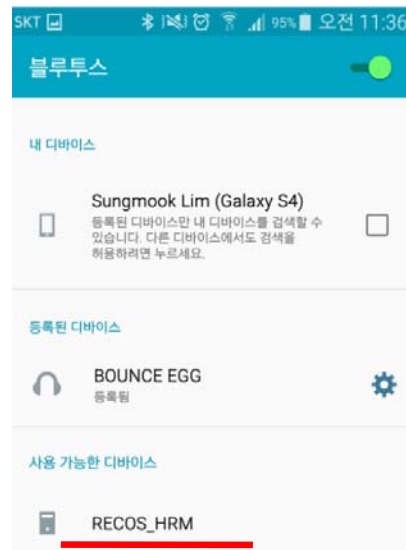 SKT 95% 오전 11:36
블루투스
내 디바이스
Sungmook Lim (Galaxy S4)
등록된 디바이스만 내 디바이스를 검색할 수
있습니다. 다른 디바이스에서도 검색을
허용하려면 누르세요.
등록된 디바이스
BOUNCE EGG
등록됨
사용 가능한 디바이스
RECOS_HRM